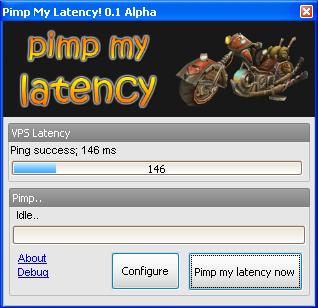 Pimp My Latency! 0.1 Alpha
pimp my
latency
VPS Latency
Ping success; 146 ms
146
Pimp..
Idle..
About
Debug
Configure
Pimp my latency now